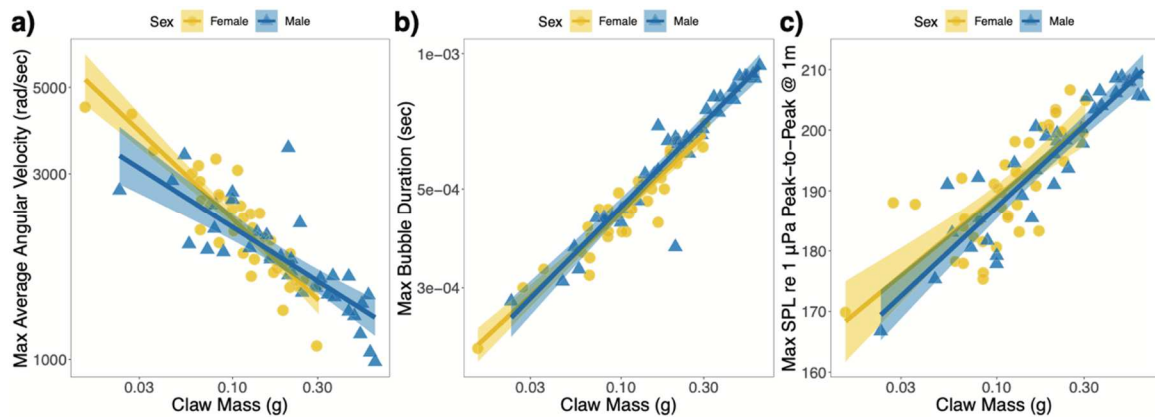 a) Sex Female Male
Max Average Angular Velocity (rad/sec)
5000
3000
1000
0.03 0.10 0.30
Claw Mass (g)
b) Sex Female Male
Max Bubble Duration (sec)
1e−03
5e−04
3e−04
0.03 0.10 0.30
Claw Mass (g)
c) Sex Female Male
Max SPL re 1 µPa Peak−to−Peak @ 1m
210
200
190
180
170
160
0.03 0.10 0.30
Claw Mass (g)